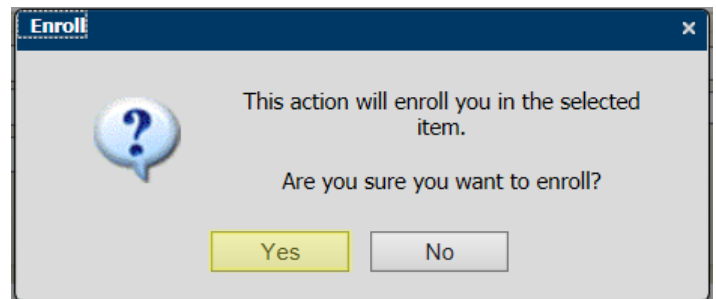 Enroll
This action will enroll you in the selected
item.
Are you sure you want to enroll?
Yes
No